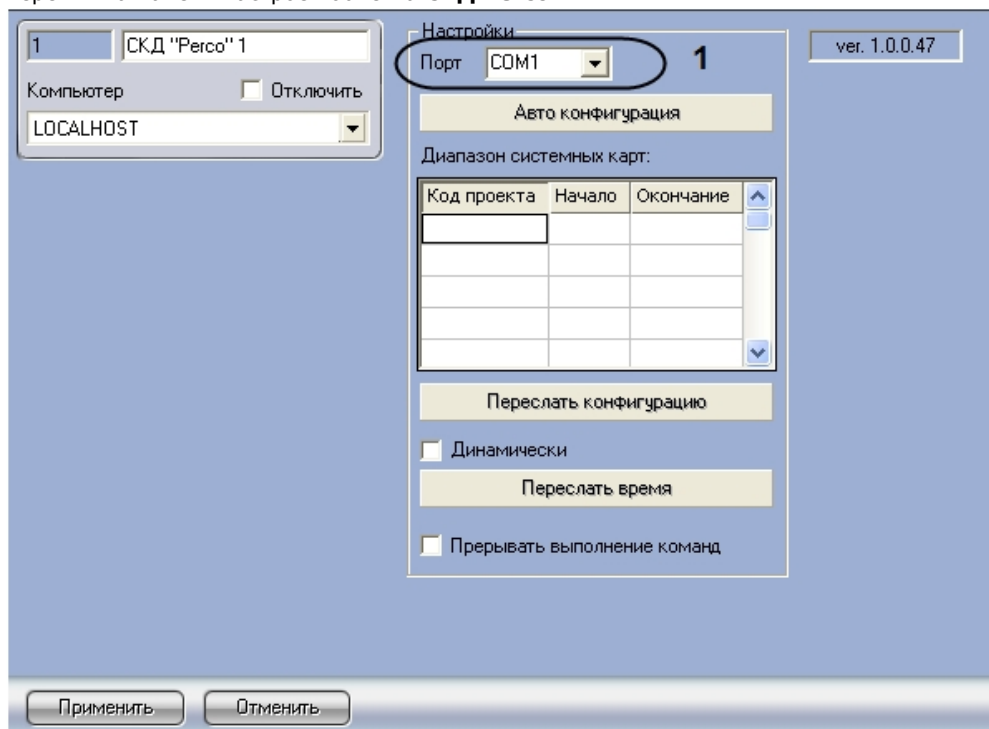 1
СКД "Perco" 1
Компьютер
Отключить
LOCALHOST
Настройки
Порт
COM1
1
Авто конфигурация
Диапазон системных карт:
Код проекта Начало Окончание
Переслать конфигурацию
Динамически
Переслать время
Прерывать выполнение команд
ver. 1.0.0.47
Применить
Отменить